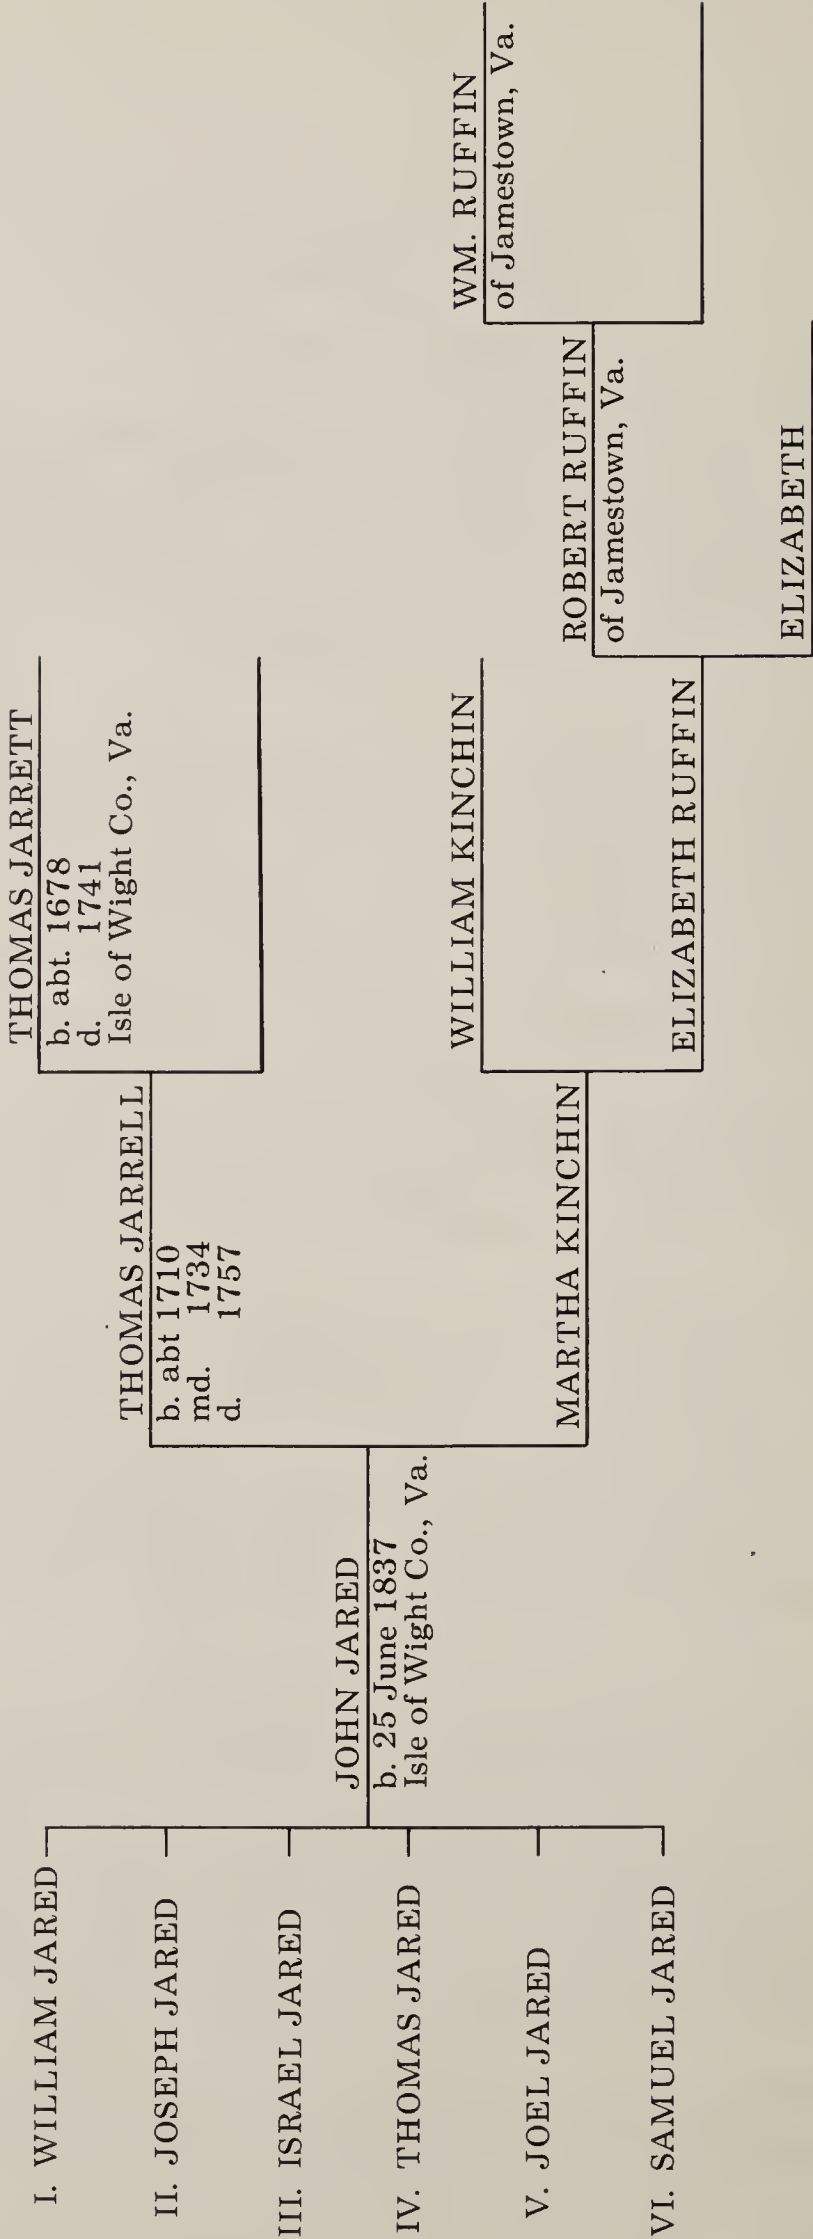 I. WILLIAM JARED
II. JOSEPH JARED
III. ISRAEL JARED
IV. THOMAS JARED
V. JOEL JARED
VI. SAMUEL JARED
JOHN JARED
b. 25 June 1837
Isle of Wight Co., Va.
THOMAS JARRELL
b. abt 1710
md. 1734
d. 1757
MARTHA KINCHIN
THOMAS JARRETT
b. abt. 1678
d. 1741
Isle of Wight Co., Va.
WILLIAM KINCHIN
ELIZABETH RUFFIN
ROBERT RUFFIN
of Jamestown, Va.
ELIZABETH
WM. RUFFIN
of Jamestown, Va.